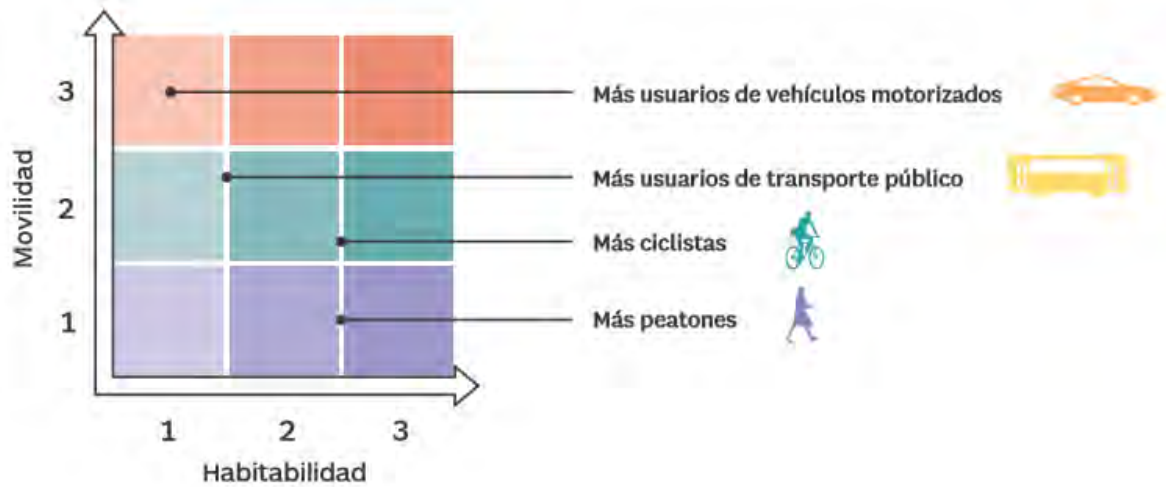 3
Más usuarios de vehículos motorizados
Movilidad
2
Más usuarios de transporte público
Más ciclistas
1
Más peatones
1 2 3
Habitabilidad